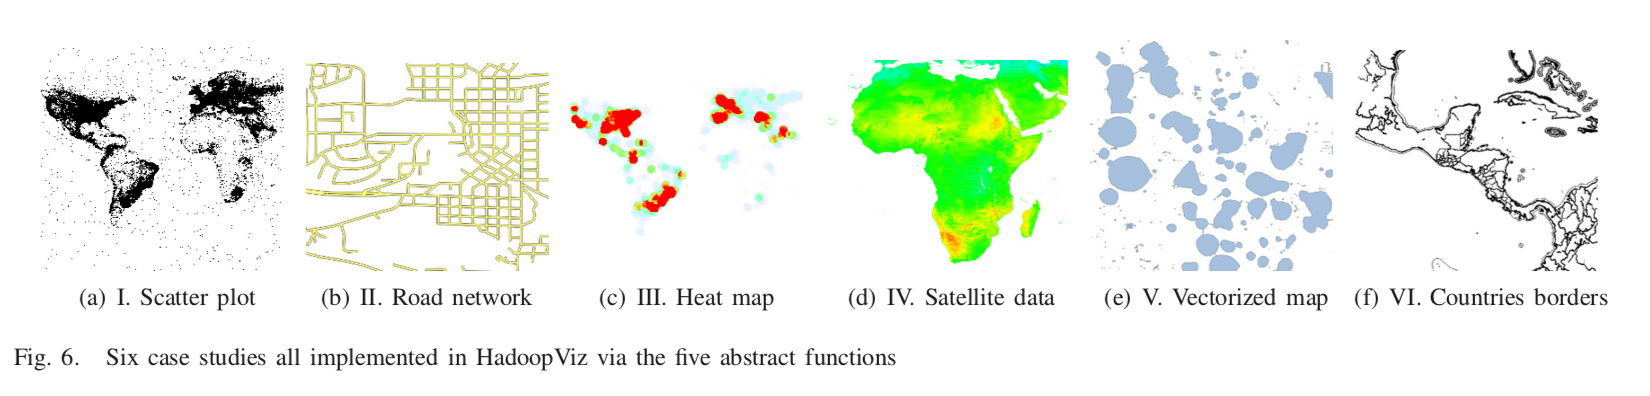 (a) I. Scatter plot (b) II. Road network (c) III. Heat map (d) IV. Satellite data (e) V. Vectorized map (f) VI. Countries borders
Fig. 6. Six case studies all implemented in HadoopViz via the five abstract functions